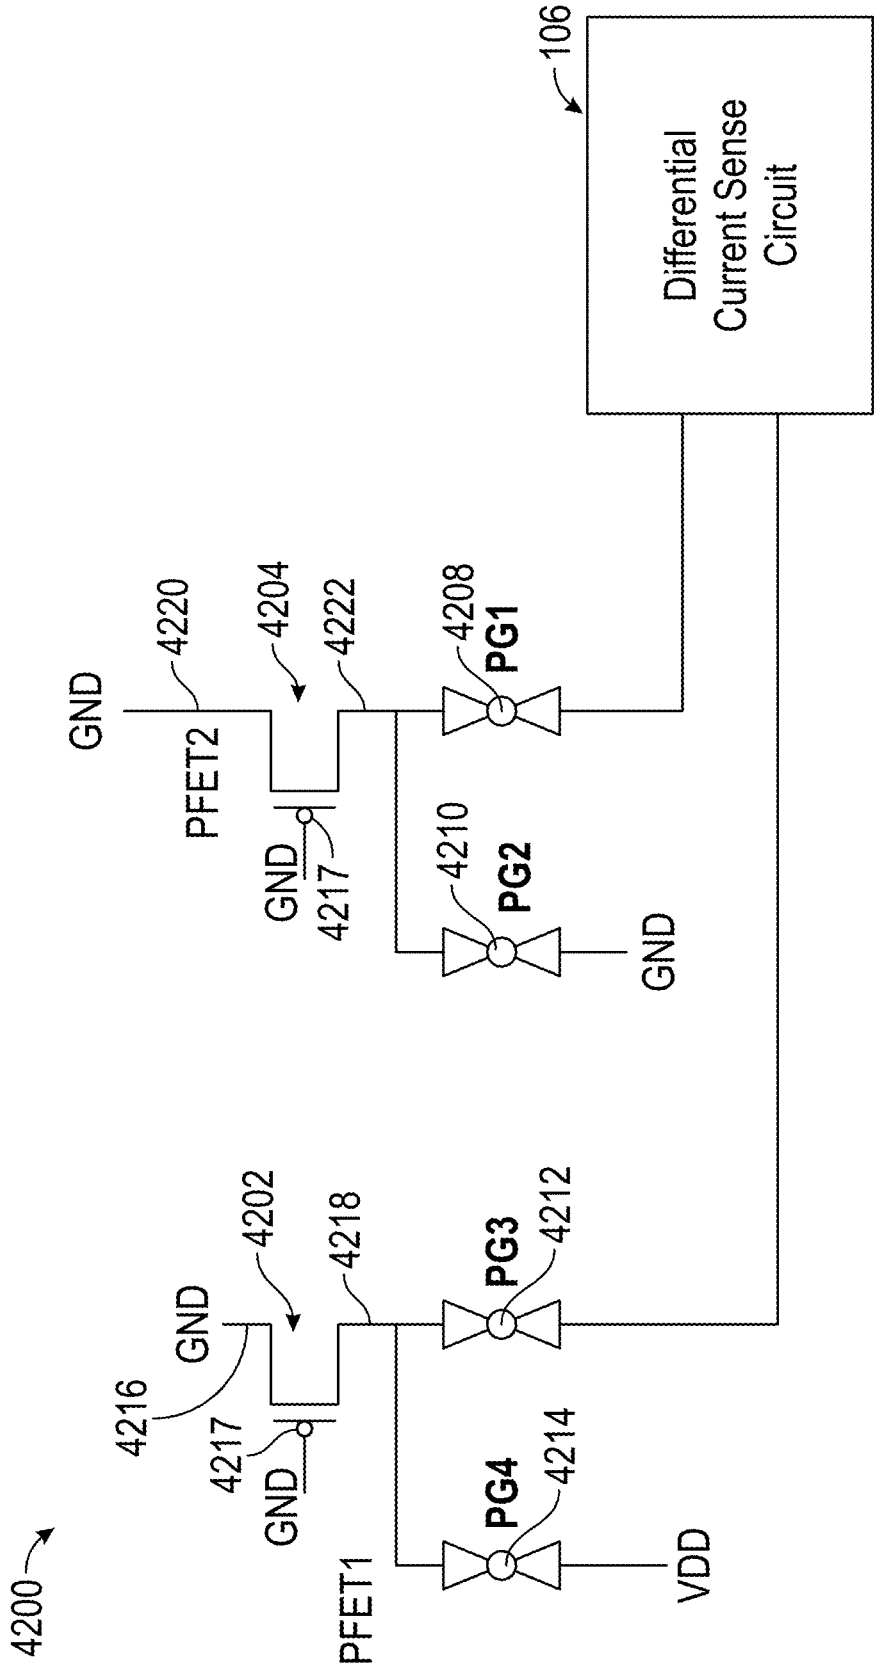 4200
GND
4216
4202
4217
GND
4218
PFET1
PG4
4214
VDD
PG3
4212
GND
4220
PFET2
4204
GND
4217
4222
4210
PG2
GND
4208
PG1
106
Differential
Current Sense
Circuit